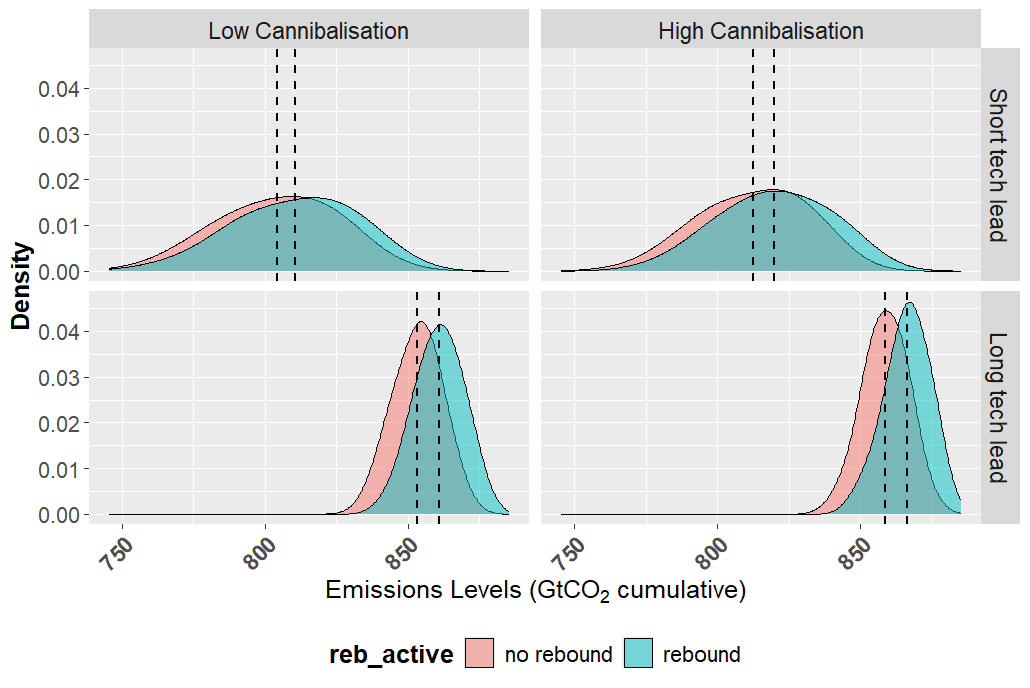 Low Cannibalisation
High Cannibalisation
0.04
0.03
0.02
0.01
0.00
Short tech lead
0.04
0.03
0.02
0.01
0.00
Long tech lead
Density
750
800
850
750
800
850
Emissions Levels (GtCO₂ cumulative)
reb_active no rebound rebound